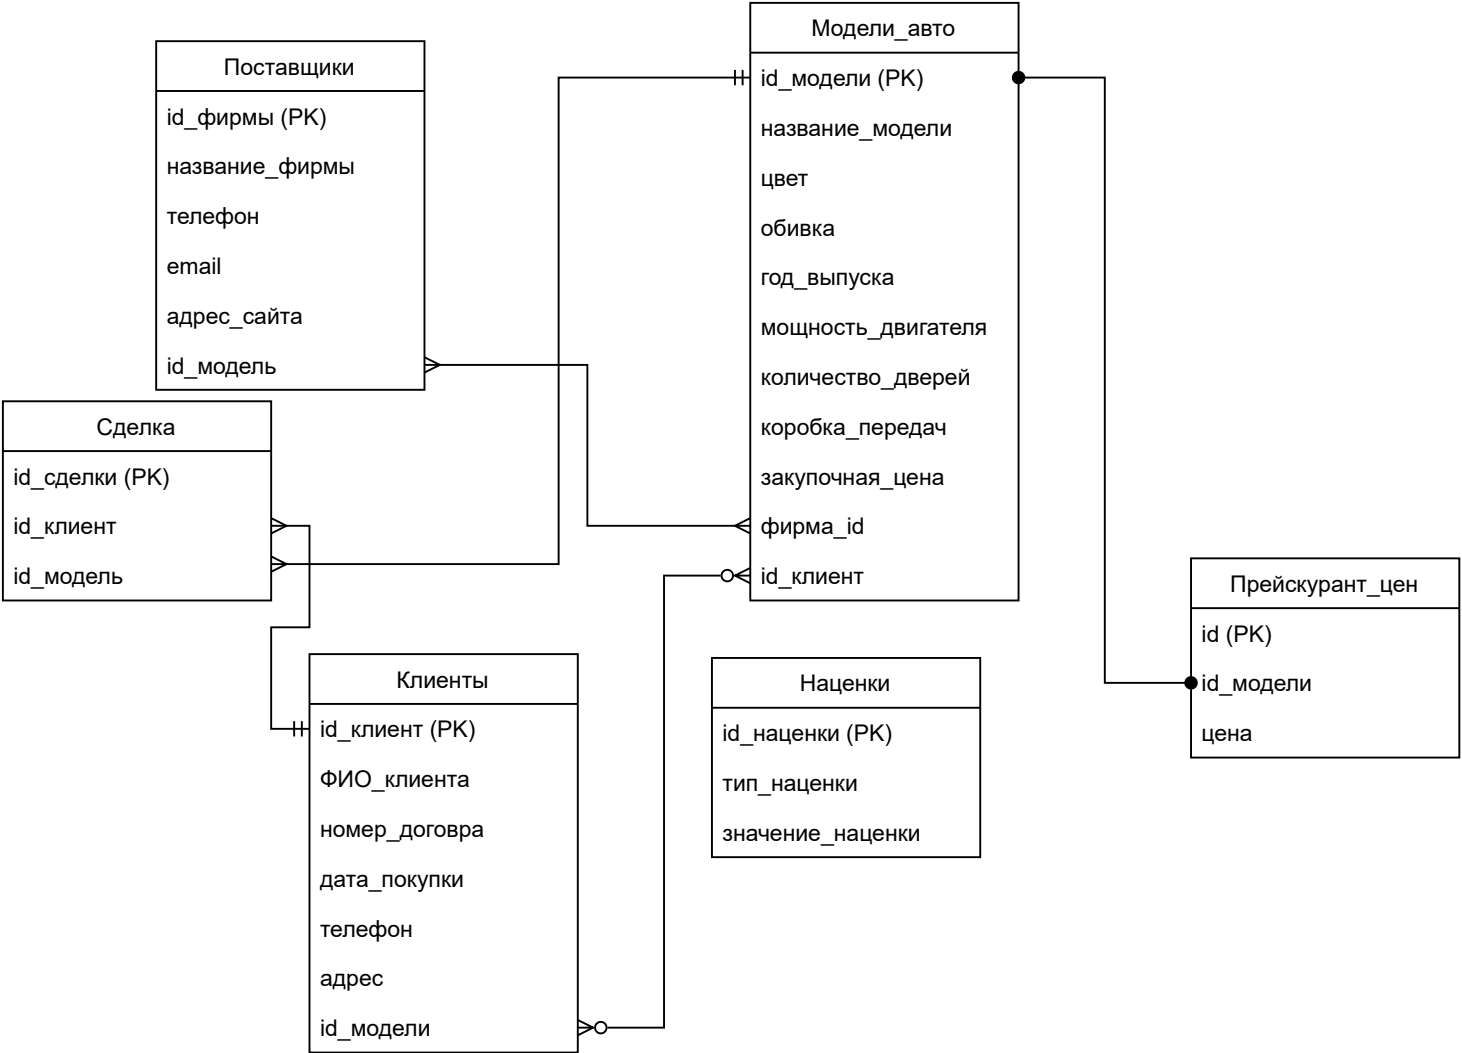 Поставщики
id_фирмы (PK)
название_фирмы
телефон
email
адрес_сайта
id_модель
Сделка
id_сделки (PK)
id_клиент
id_модель
Клиенты
id_клиент (PK)
ФИО_клиента
номер_договра
дата_покупки
телефон
адрес
id_модели
Модели_авто
id_модели (PK)
название_модели
цвет
обивка
год_выпуска
мощность_двигателя
количество_дверей
коробка_передач
закупочная_цена
фирма_id
id_клиент
Наценки
id_наценки (PK)
тип_наценки
значение_наценки
Прейскурант_цен
id (PK)
id_модели
цена